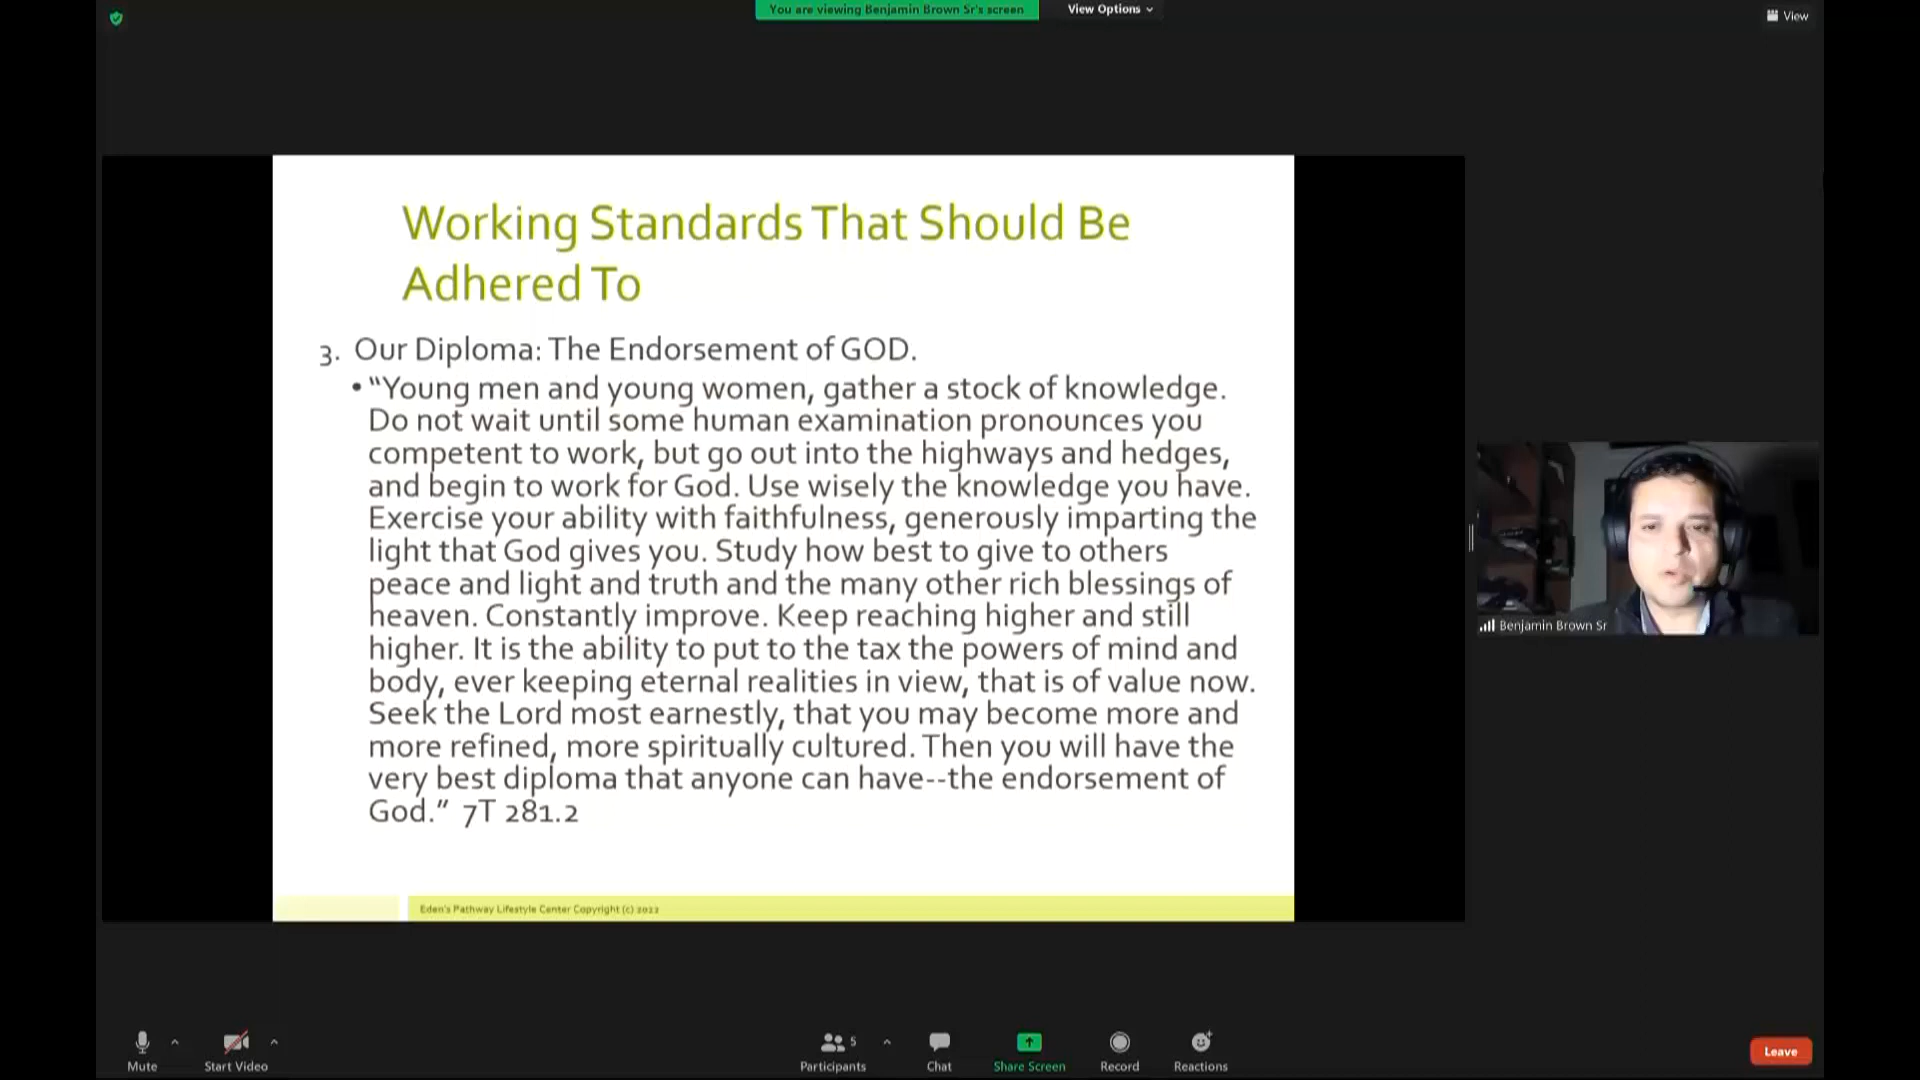 You are viewing Benjamin Brown Sr's screen
View Options
View
Working Standards That Should Be
Adhered To
3. Our Diploma: The Endorsement of GOD.
• “Young men and young women, gather a stock of knowledge.
Do not wait until some human examination pronounces you
competent to work, but go out into the highways and hedges,
and begin to work for God. Use wisely the knowledge you have.
Exercise your ability with faithfulness, generously imparting the
light that God gives you. Study how best to give to others
peace and light and truth and the many other rich blessings of
heaven. Constantly improve. Keep reaching higher and still
higher. It is the ability to put to the tax the powers of mind and
body, ever keeping eternal realities in view, that is of value now.
Seek the Lord most earnestly, that you may become more and
more refined, more spiritually cultured. Then you will have the
very best diploma that anyone can have--the endorsement of
God.” 7T 281.2
Eden's Pathway Lifestyle Center Copyright (c) 2022
Benjamin Brown Sr
Mute
Start Video
5
Participants
Chat
Share Screen
Record
Reactions
Leave